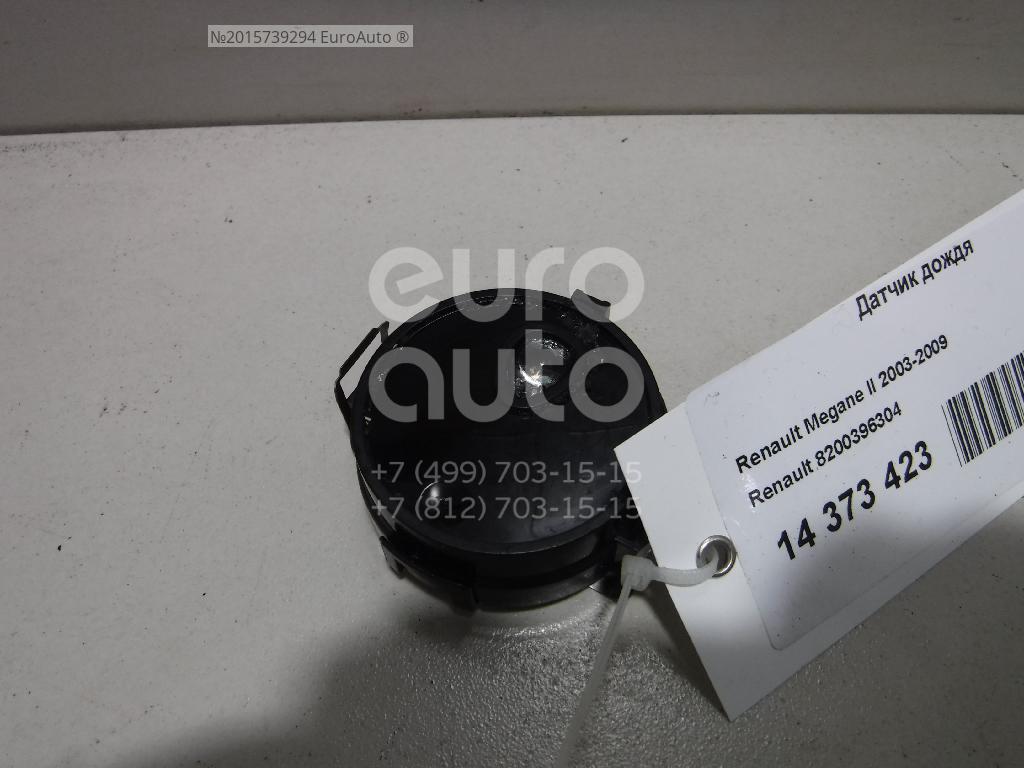 №2015739294 EuroAuto ®
euro
auto
+7 (499) 703-15-15
+7 (812) 703-15-15
Датчик дождя
Renault Megane II 2003-2009
Renault 8200396304
14 373 423